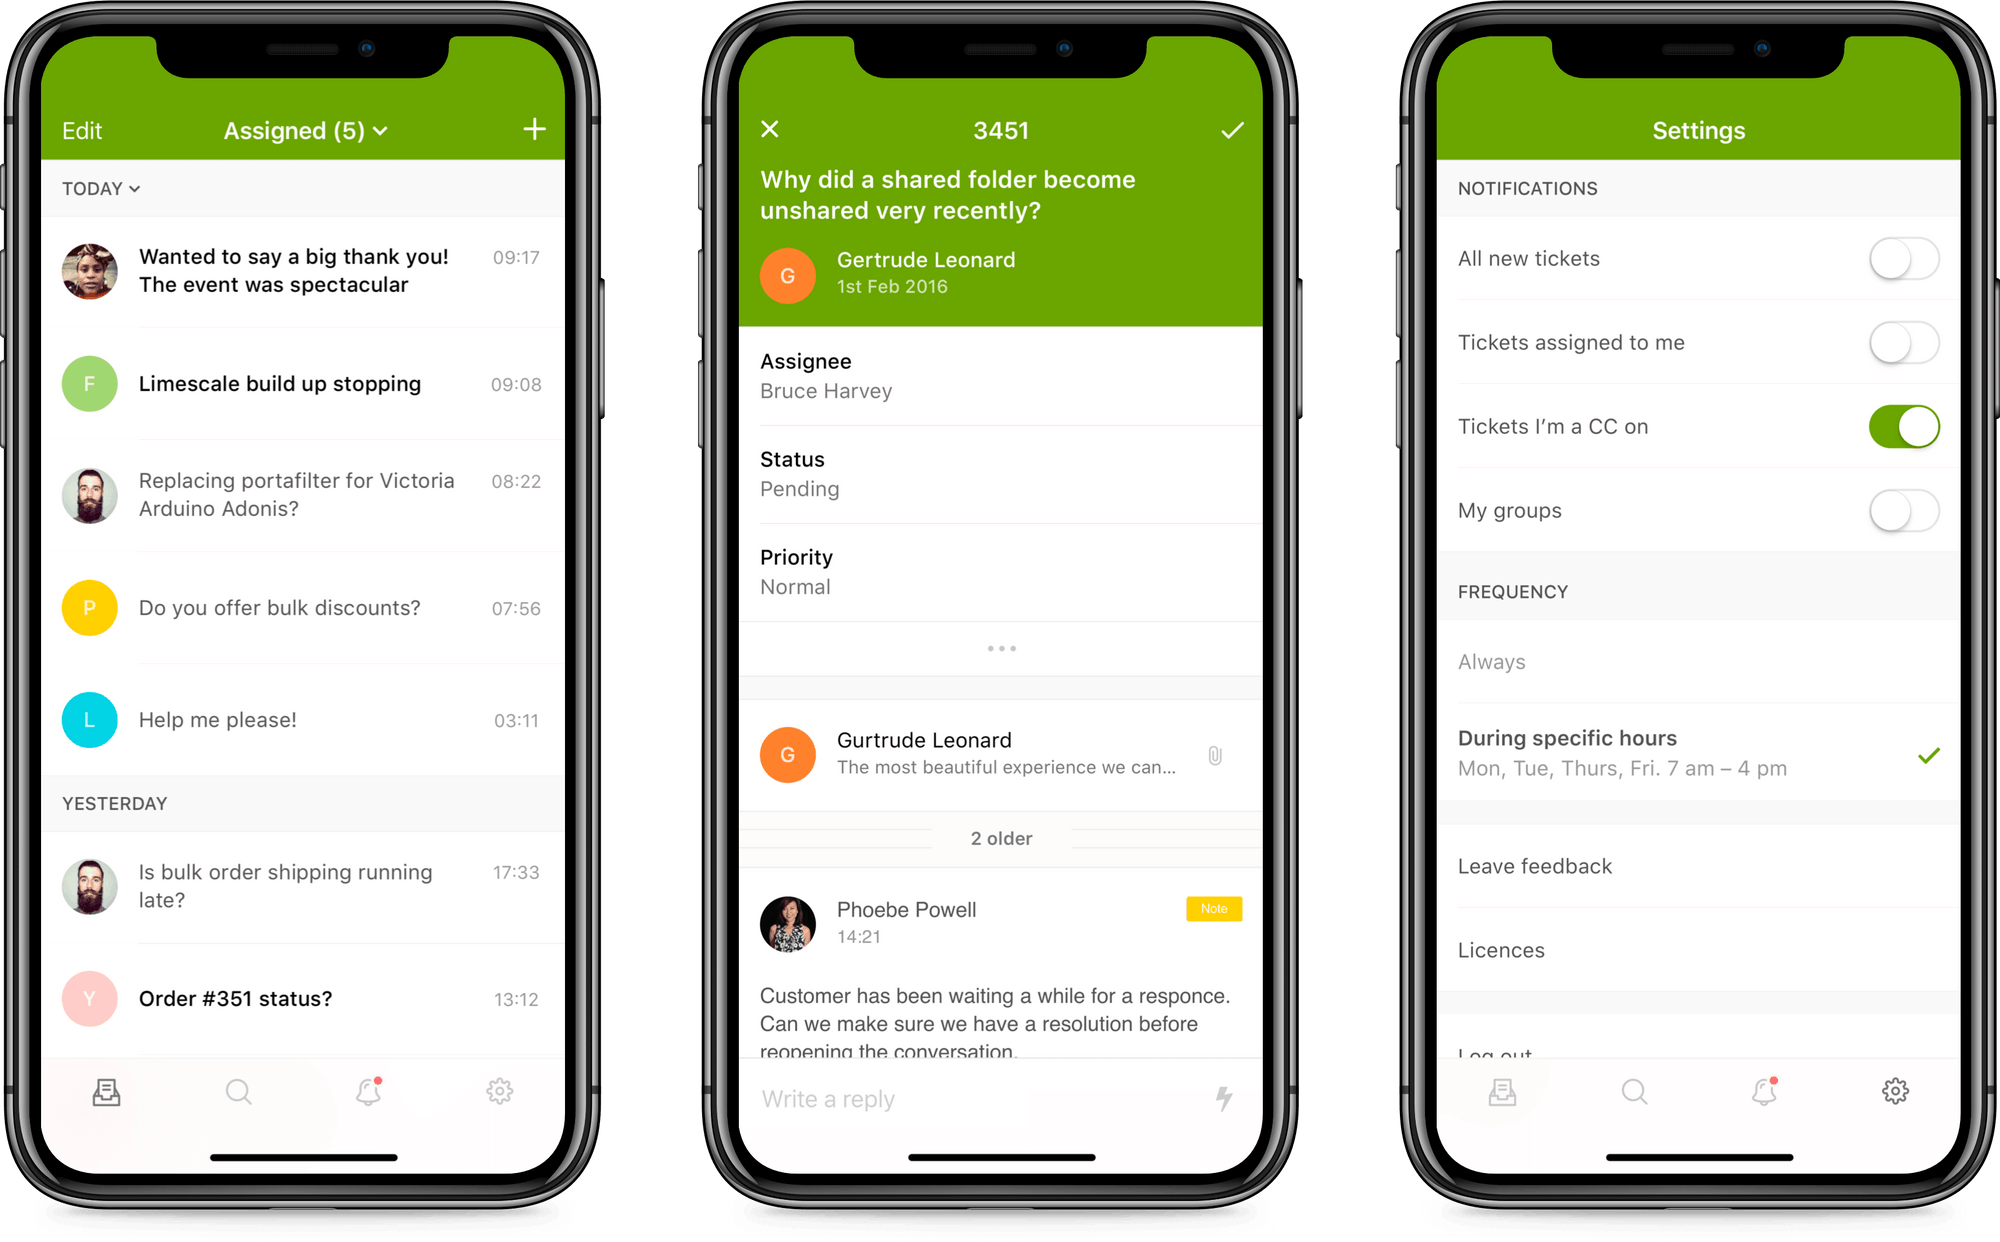 Edit
Assigned (5)
TODAY
Wanted to say a big thank you!
The event was spectacular
09:17
F
Limescale build up stopping
09:08
Replacing portafilter for Victoria
Arduino Adonis?
08:22
P
Do you offer bulk discounts?
07:56
L
Help me please!
03:11
YESTERDAY
Is bulk order shipping running
late?
17:33
Y
Order #351 status?
13:12
3451
Why did a shared folder become
unshared very recently?
G
Gertrude Leonard
1st Feb 2016
Assignee
Bruce Harvey
Status
Pending
Priority
Normal
G
Gurtrude Leonard
The most beautiful experience we can...
2 older
Phoebe Powell
14:21
Note
Customer has been waiting a while for a responce.
Can we make sure we have a resolution before
reopening the conversation.
Write a reply
Settings
NOTIFICATIONS
All new tickets
Tickets assigned to me
Tickets I’m a CC on
My groups
FREQUENCY
Always
During specific hours
Mon, Tue, Thurs, Fri. 7 am – 4 pm
Leave feedback
Licences
Log out